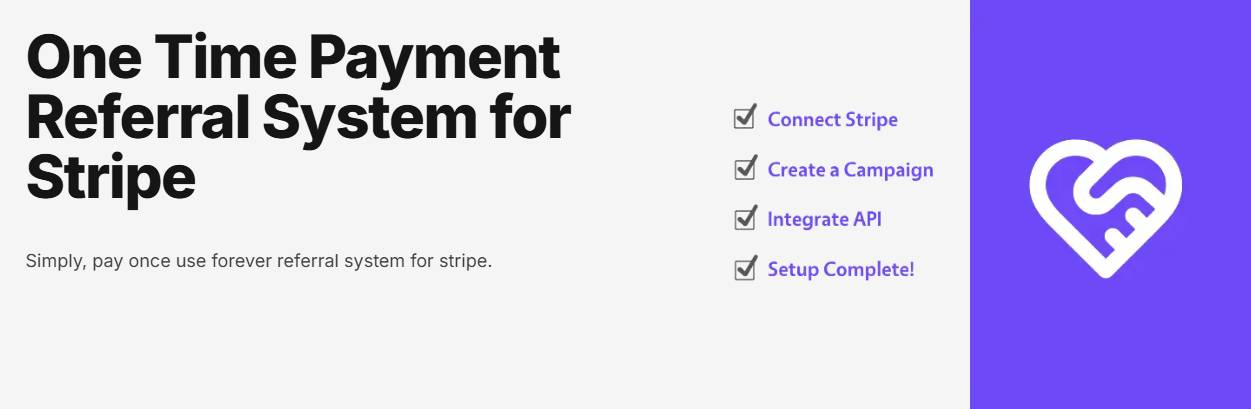 One Time Payment
Referral System for
Stripe
Simply, pay once use forever referral system for stripe.
Connect Stripe
Create a Campaign
Integrate API
Setup Complete!